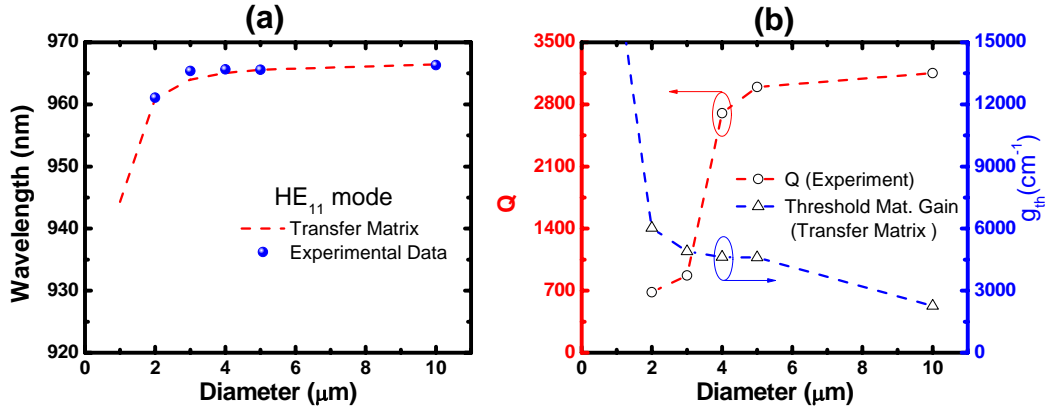 (a)
970
960
950
940
930
920
Wavelength (nm)
0 2 4 6 8 10
Diameter (μm)
HE11 mode
Transfer Matrix
Experimental Data
(b)
3500
2800
2100
1400
700
0
Q
15000
12000
9000
6000
3000
0
gth(cm-1)
0 2 4 6 8 10
Diameter (μm)
Q (Experiment)
Threshold Mat. Gain
(Transfer Matrix )